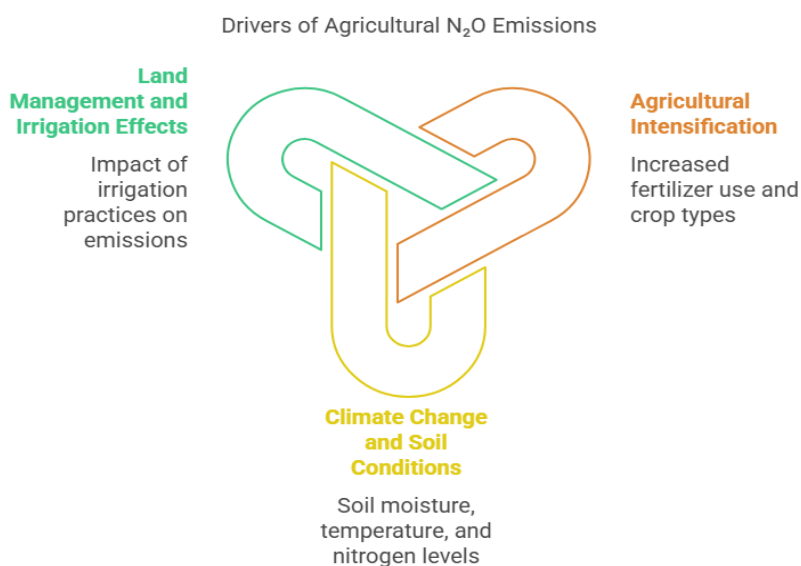 Drivers of Agricultural N₂O Emissions
Land
Management and
Irrigation Effects
Impact of
irrigation
practices on
emissions
Agricultural
Intensification
Increased
fertilizer use and
crop types
Climate Change
and Soil
Conditions
Soil moisture,
temperature, and
nitrogen levels